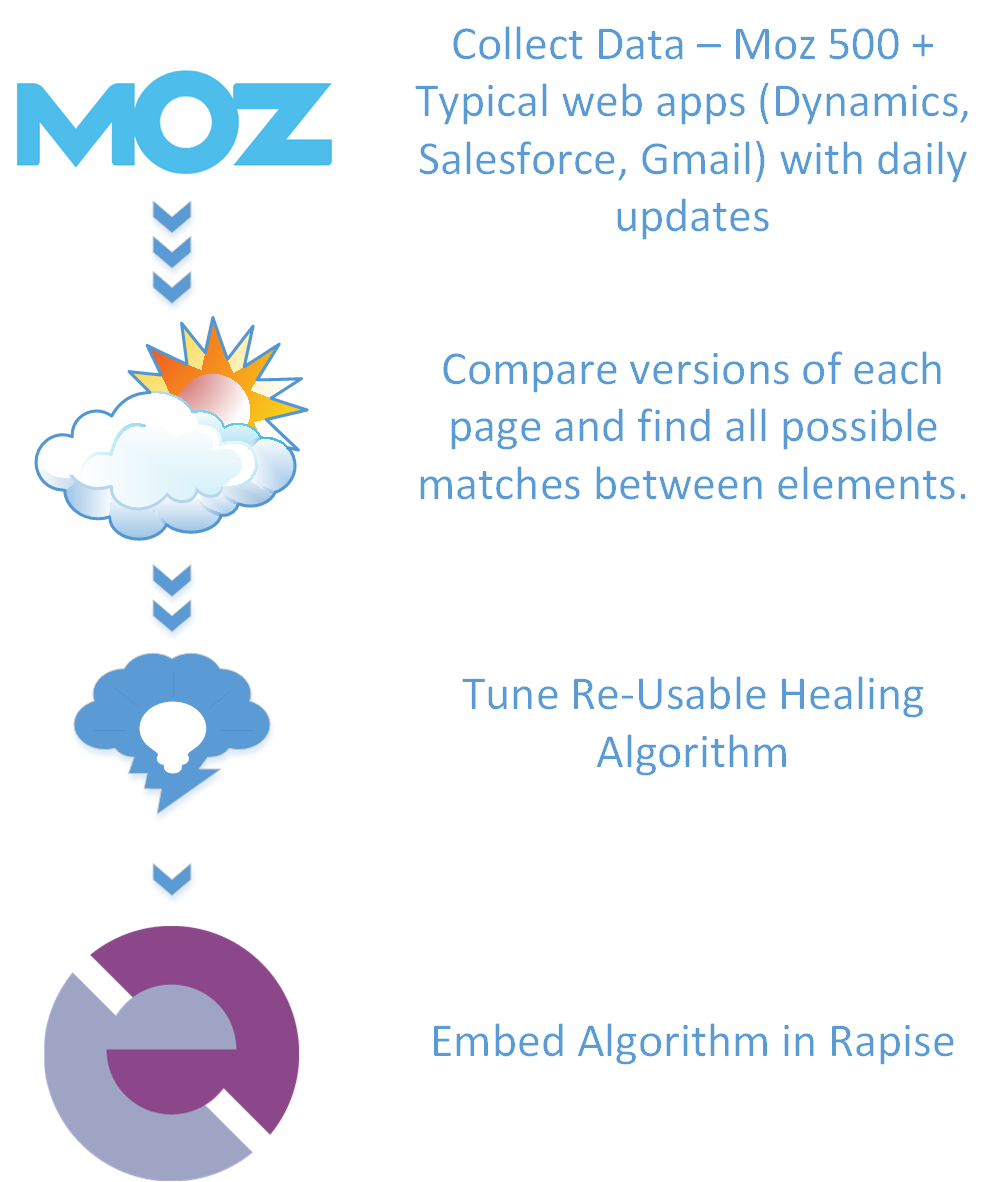 MOZ
Collect Data – Moz 500 +
Typical web apps (Dynamics,
Salesforce, Gmail) with daily
updates
Compare versions of each
page and find all possible
matches between elements.
Tune Re-Usable Healing
Algorithm
Embed Algorithm in Rapise